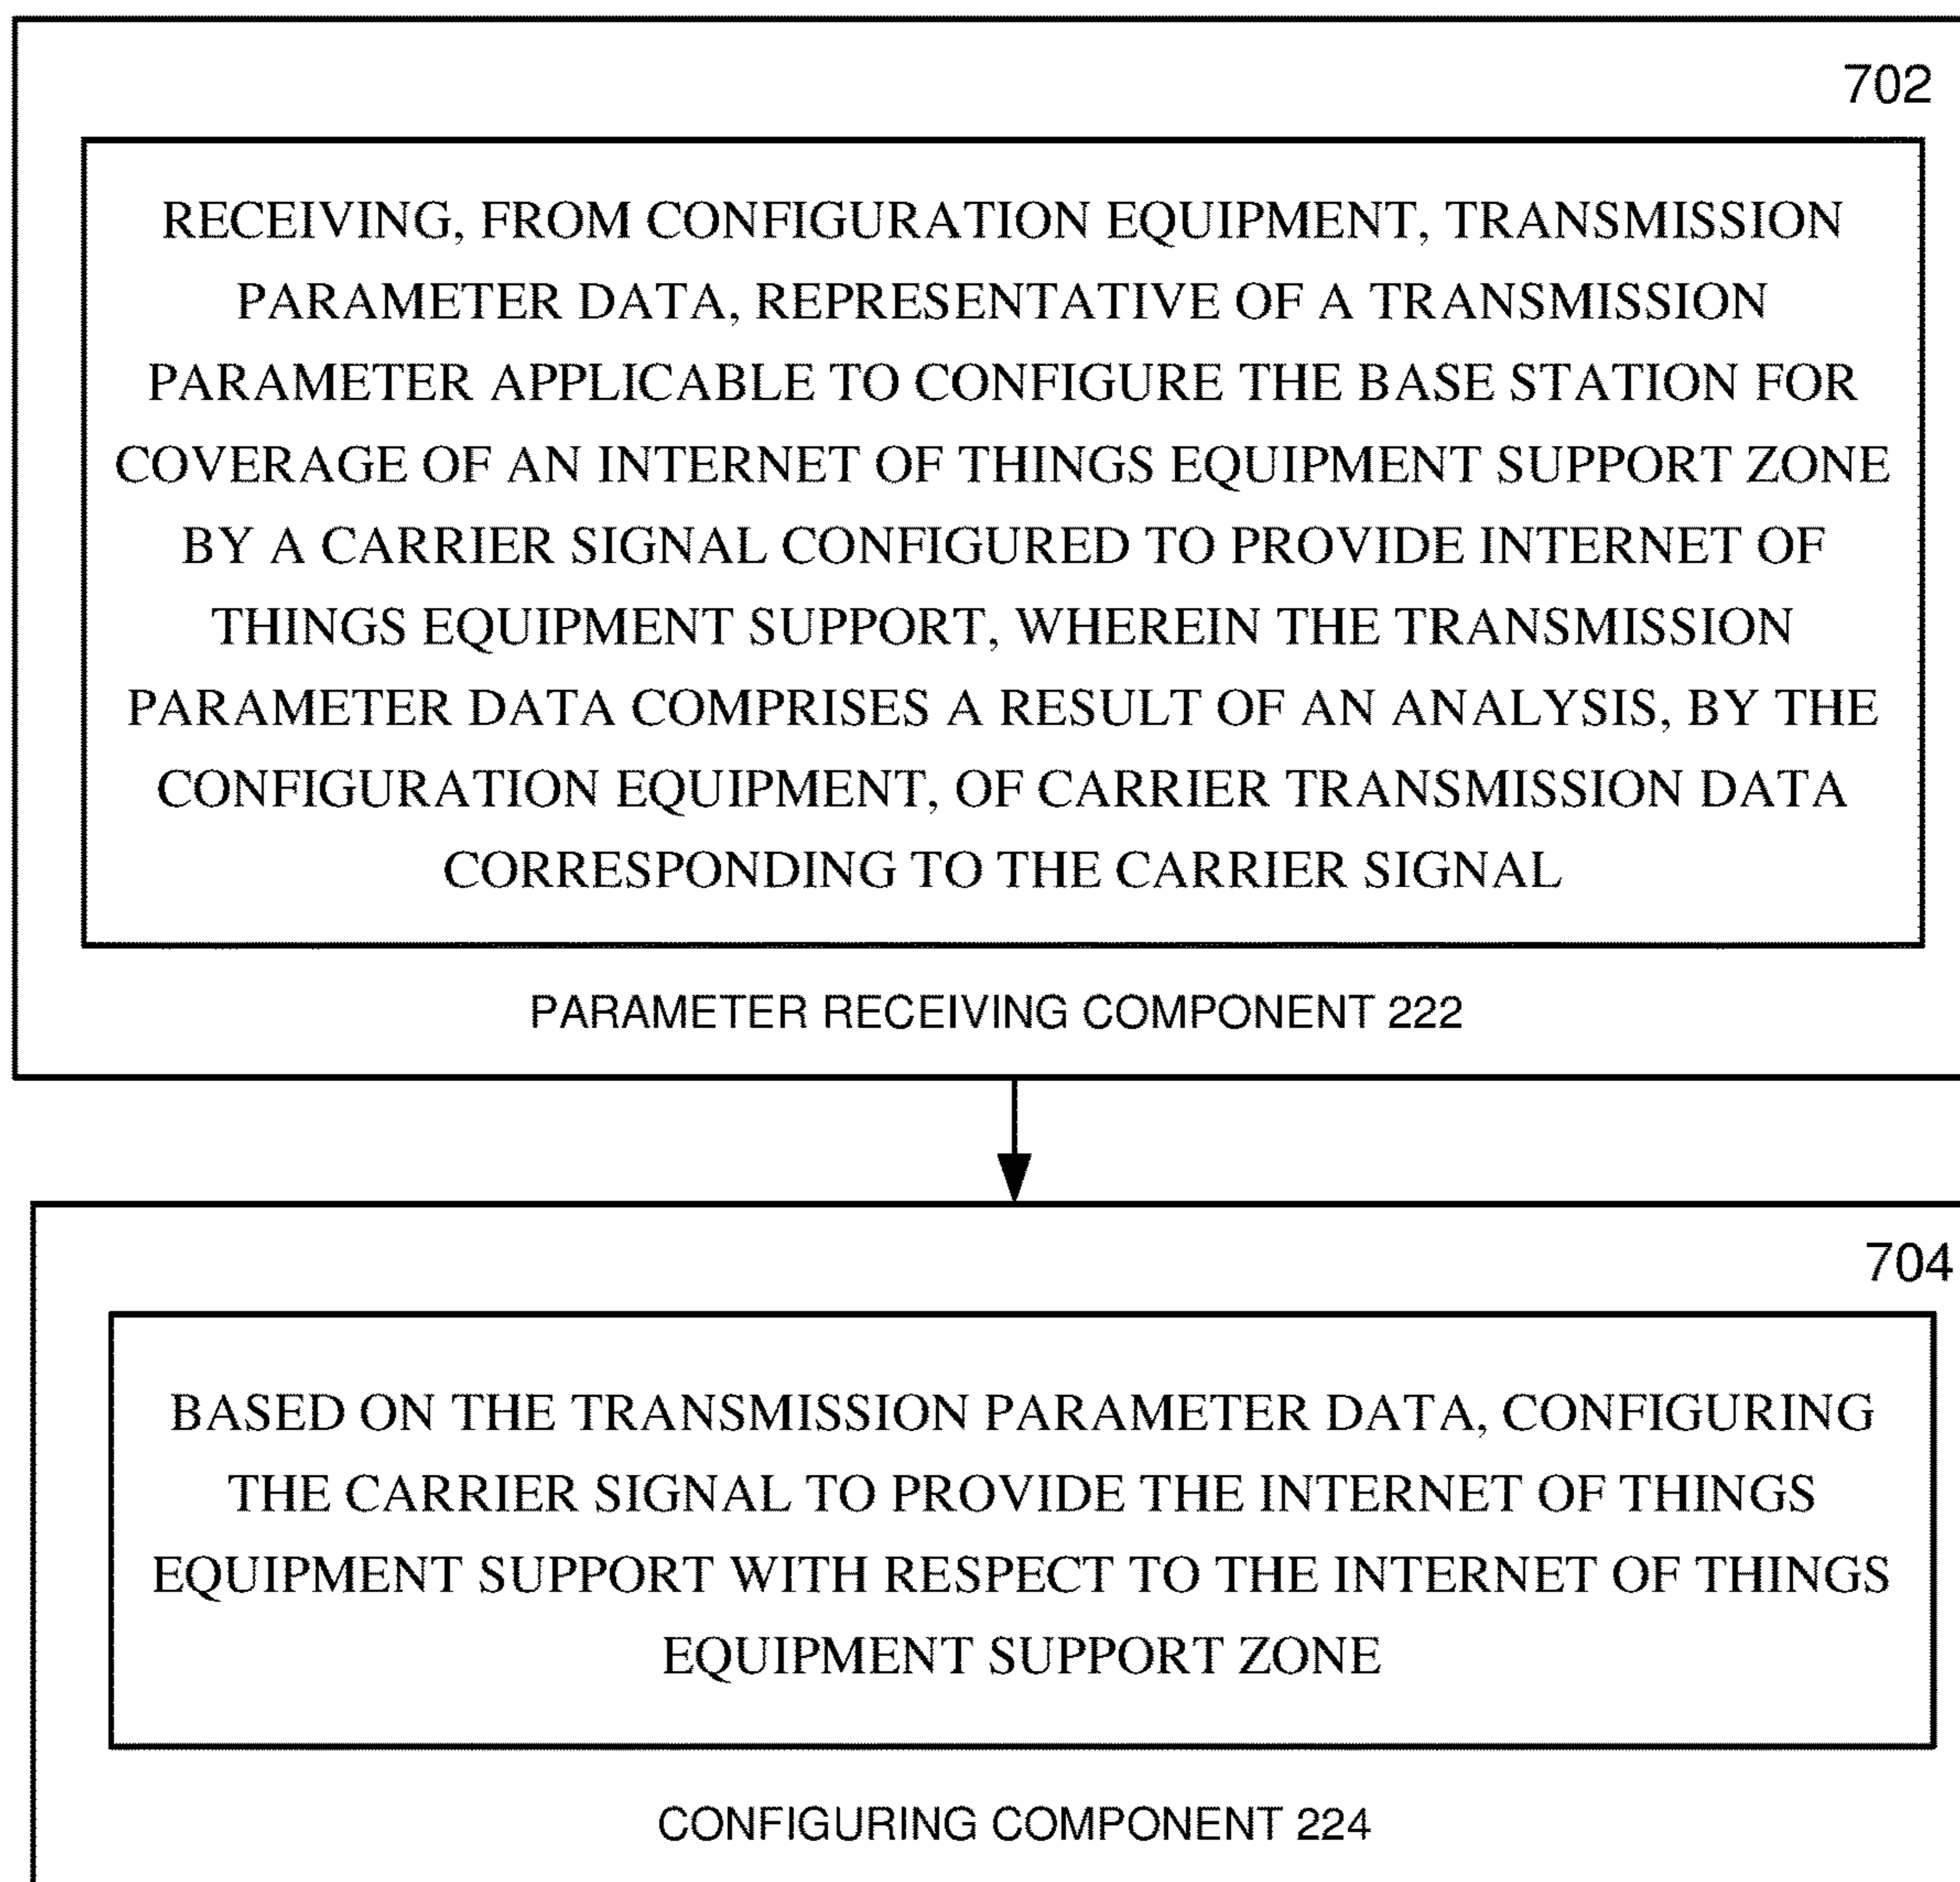 702
RECEIVING, FROM CONFIGURATION EQUIPMENT, TRANSMISSION
PARAMETER DATA, REPRESENTATIVE OF A TRANSMISSION
PARAMETER APPLICABLE TO CONFIGURE THE BASE STATION FOR
COVERAGE OF AN INTERNET OF THINGS EQUIPMENT SUPPORT ZONE
BY A CARRIER SIGNAL CONFIGURED TO PROVIDE INTERNET OF
THINGS EQUIPMENT SUPPORT, WHEREIN THE TRANSMISSION
PARAMETER DATA COMPRISES A RESULT OF AN ANALYSIS, BY THE
CONFIGURATION EQUIPMENT, OF CARRIER TRANSMISSION DATA
CORRESPONDING TO THE CARRIER SIGNAL
PARAMETER RECEIVING COMPONENT 222
704
BASED ON THE TRANSMISSION PARAMETER DATA, CONFIGURING
THE CARRIER SIGNAL TO PROVIDE THE INTERNET OF THINGS
EQUIPMENT SUPPORT WITH RESPECT TO THE INTERNET OF THINGS
EQUIPMENT SUPPORT ZONE
CONFIGURING COMPONENT 224